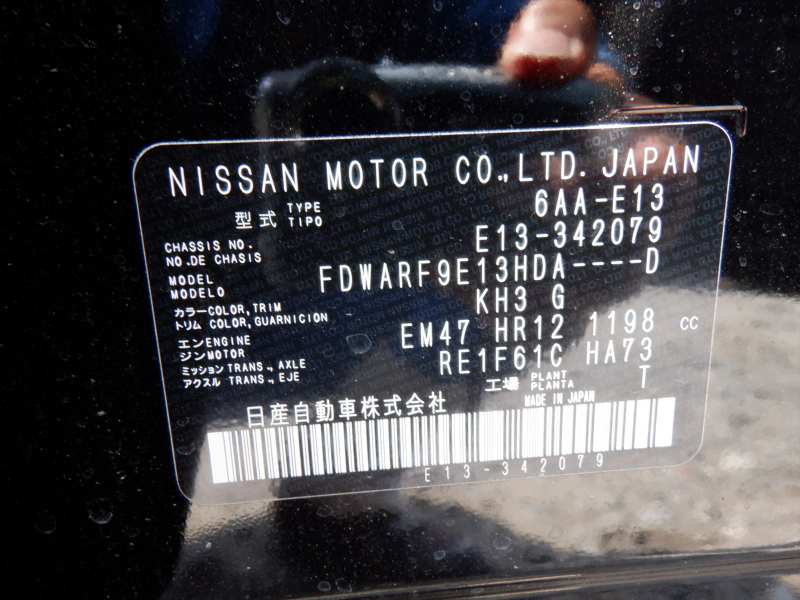 NISSAN MOTOR CO.,LTD. JAPAN
型式 TYPE TIPO 6AA-E13
CHASSIS NO. NO.DE CHASIS E13-342079
MODEL MODELO FDWARF9E13HDA----D
カラー COLOR,TRIM トリム COLOR,GUARNICION KH3 G
エンジン ENGINE MOTOR EM47 HR12 1198 cc
ミッション TRANS., AXLE アクスル TRANS., EJE RE1F61C HA73
工場 PLANT PLANTA T
日産自動車株式会社 MADE IN JAPAN
E13-342079